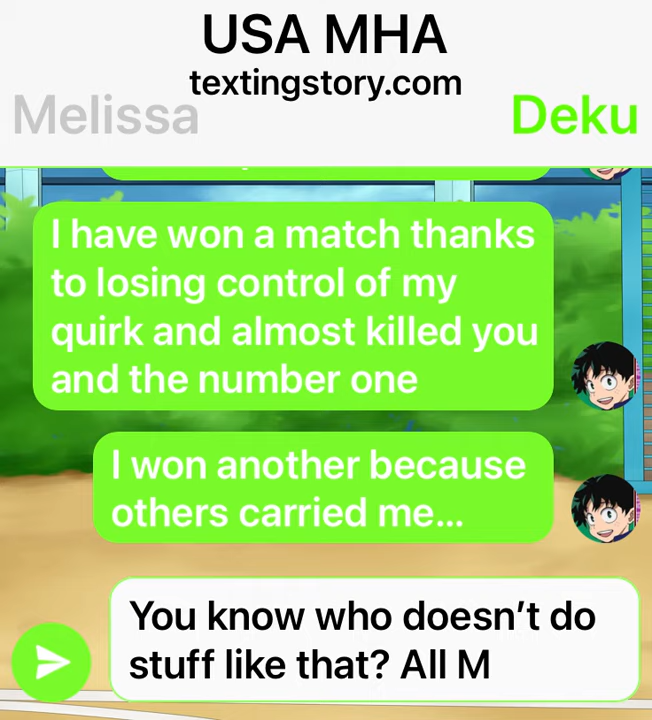 USA MHA
textingstory.com
Melissa
Deku
I have won a match thanks
to losing control of my
quirk and almost killed you
and the number one
I won another because
others carried me...
You know who doesn’t do
stuff like that? All M